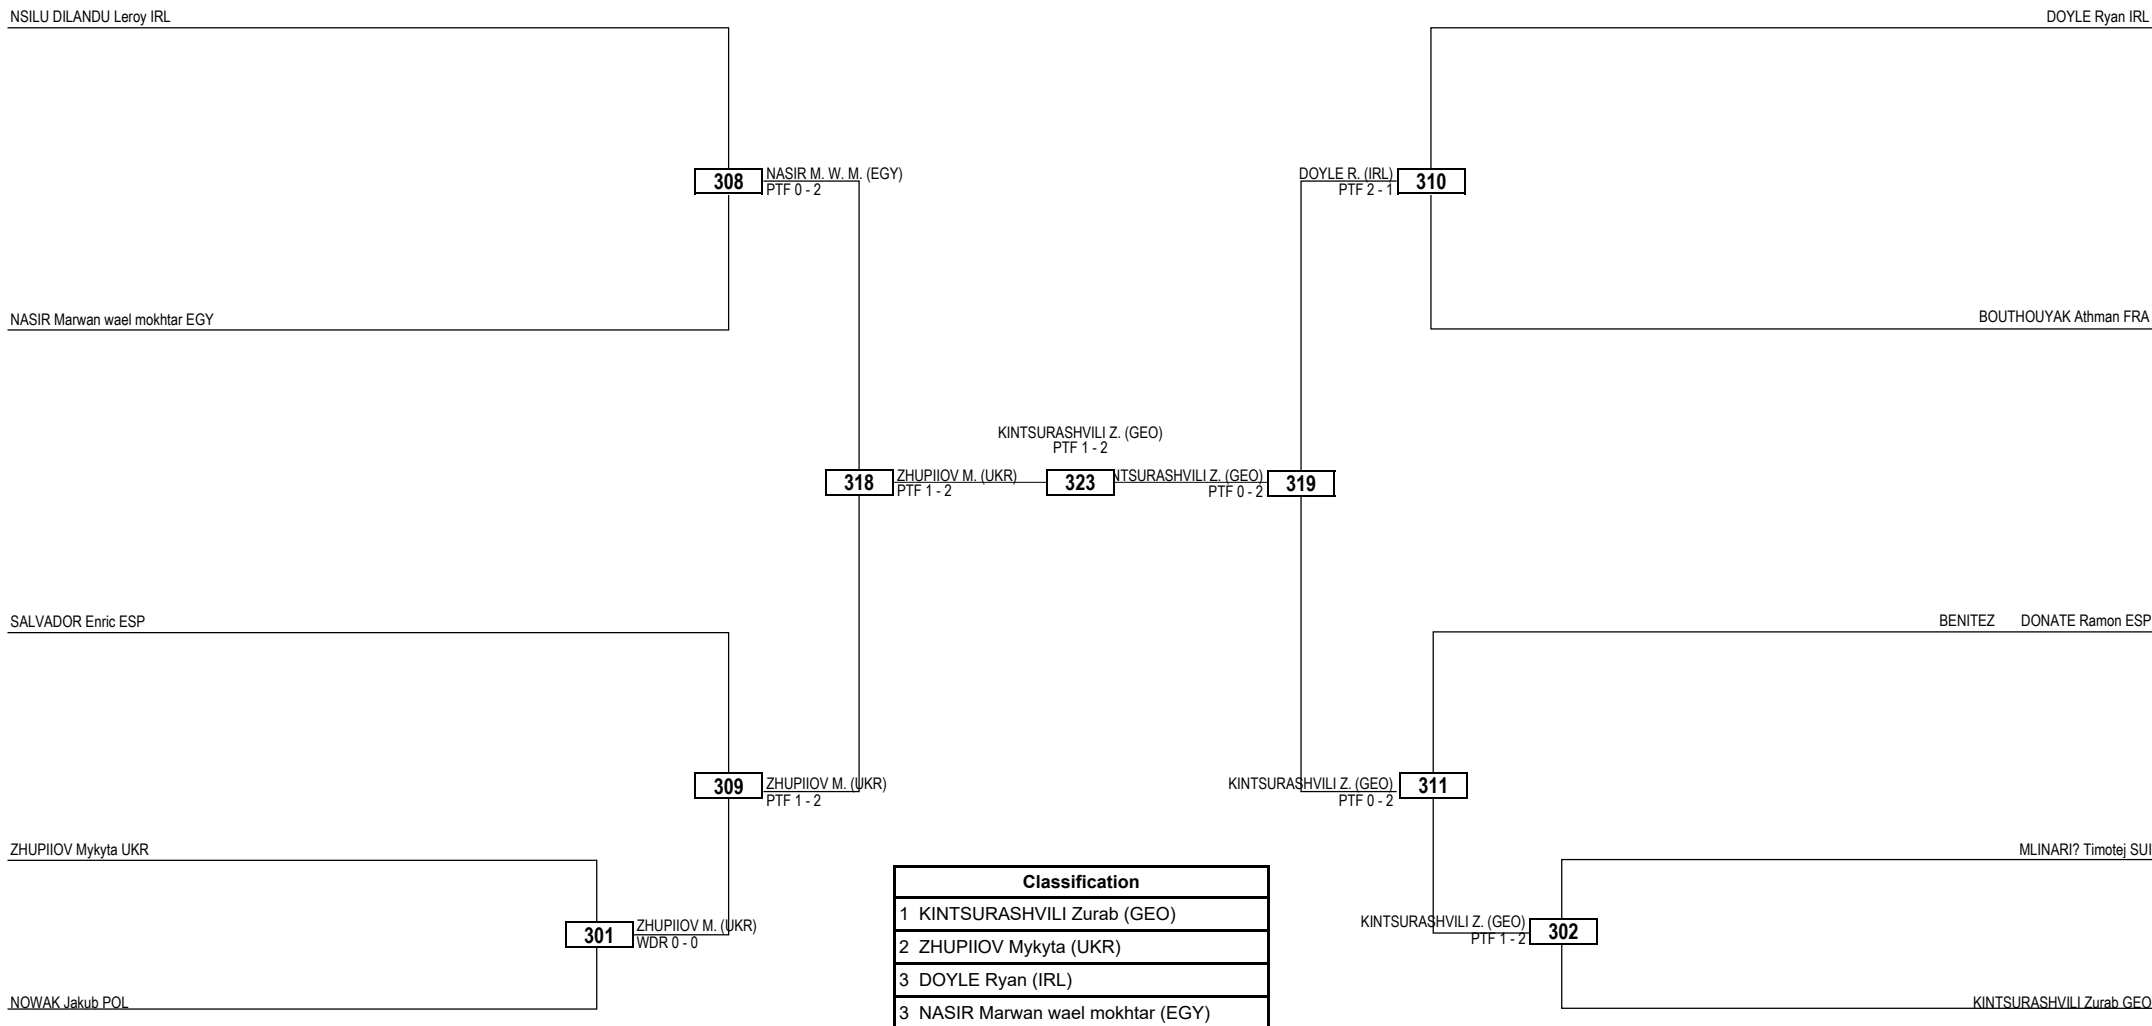 NSILU DILANDU Leroy IRL
DOYLE Ryan IRL
308
NASIR M. W. M. (EGY)
PTF 0 - 2
DOYLE R. (IRL)
PTF 2 - 1
310
NASIR Marwan wael mokhtar EGY
BOUTHOUYAK Athman FRA
KINTSURASHVILI Z. (GEO)
PTF 1 - 2
318
ZHUPIIOV M. (UKR)
PTF 1 - 2
323
NTSURASHVILI Z. (GEO)
PTF 0 - 2
319
SALVADOR Enric ESP
BENITEZ DONATE Ramon ESP
309
ZHUPIIOV M. (UKR)
PTF 1 - 2
KINTSURASHVILI Z. (GEO)
PTF 0 - 2
311
ZHUPIIOV Mykyta UKR
MLINARI? Timotej SUI
301
ZHUPIIOV M. (UKR)
WDR 0 - 0
KINTSURASHVILI Z. (GEO)
PTF 1 - 2
302
NOWAK Jakub POL
KINTSURASHVILI Zurab GEO
Classification
1 KINTSURASHVILI Zurab (GEO)
2 ZHUPIIOV Mykyta (UKR)
3 DOYLE Ryan (IRL)
3 NASIR Marwan wael mokhtar (EGY)